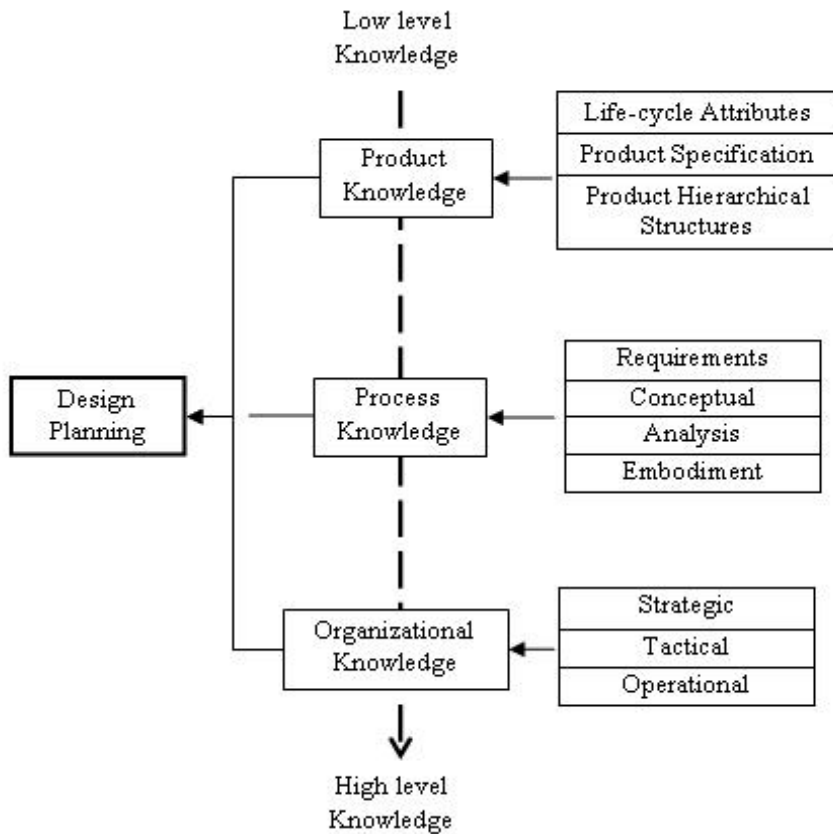 Low level
Knowledge
Product
Knowledge
Life-cycle Attributes
Product Specification
Product Hierarchical
Structures
Design
Planning
Process
Knowledge
Requirements
Conceptual
Analysis
Embodiment
Organizational
Knowledge
Strategic
Tactical
Operational
High level
Knowledge